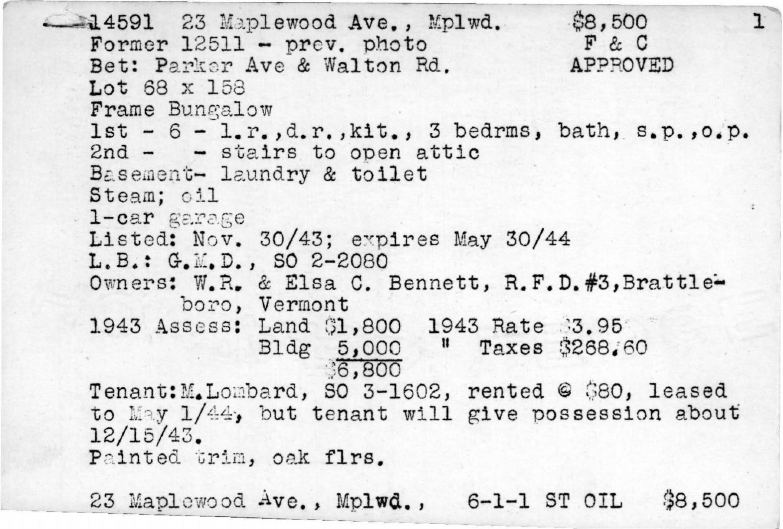 14591 23 Maplewood Ave., Mplwd. $8,500 1
Former 12511 - prev. photo F & C
Bet: Parker Ave & Walton Rd. APPROVED
Lot 68 x 158
Frame Bungalow
1st - 6 - l.r.,d.r.,kit., 3 bedrms, bath, s.p.,o.p.
2nd - - stairs to open attic
Basement- laundry & toilet
Steam; oil
1-car garage
Listed: Nov. 30/43; expires May 30/44
L.B.: G.M.D., SO 2-2080
Owners: W.R. & Elsa C. Bennett, R.F.D.#3,Brattle-
boro, Vermont
1943 Assess: Land $1,800 1943 Rate $3.95
Bldg 5,000 " Taxes $268.60
$6,800
Tenant:M.Lombard, SO 3-1602, rented @ $80, leased
to May 1/44, but tenant will give possession about
12/15/43.
Painted trim, oak flrs.
23 Maplewood Ave., Mplwd., 6-1-1 ST OIL $8,500